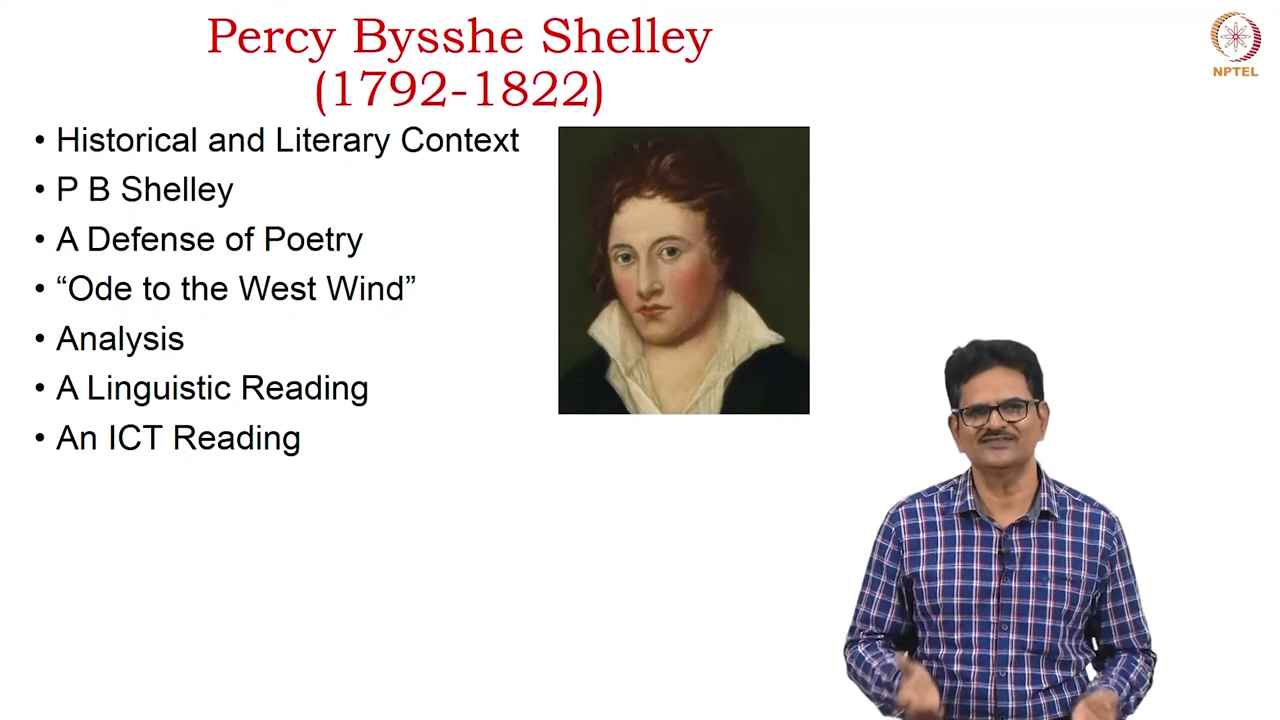 Percy Bysshe Shelley
(1792-1822)
NPTEL
• Historical and Literary Context
• P B Shelley
• A Defense of Poetry
• “Ode to the West Wind”
• Analysis
• A Linguistic Reading
• An ICT Reading